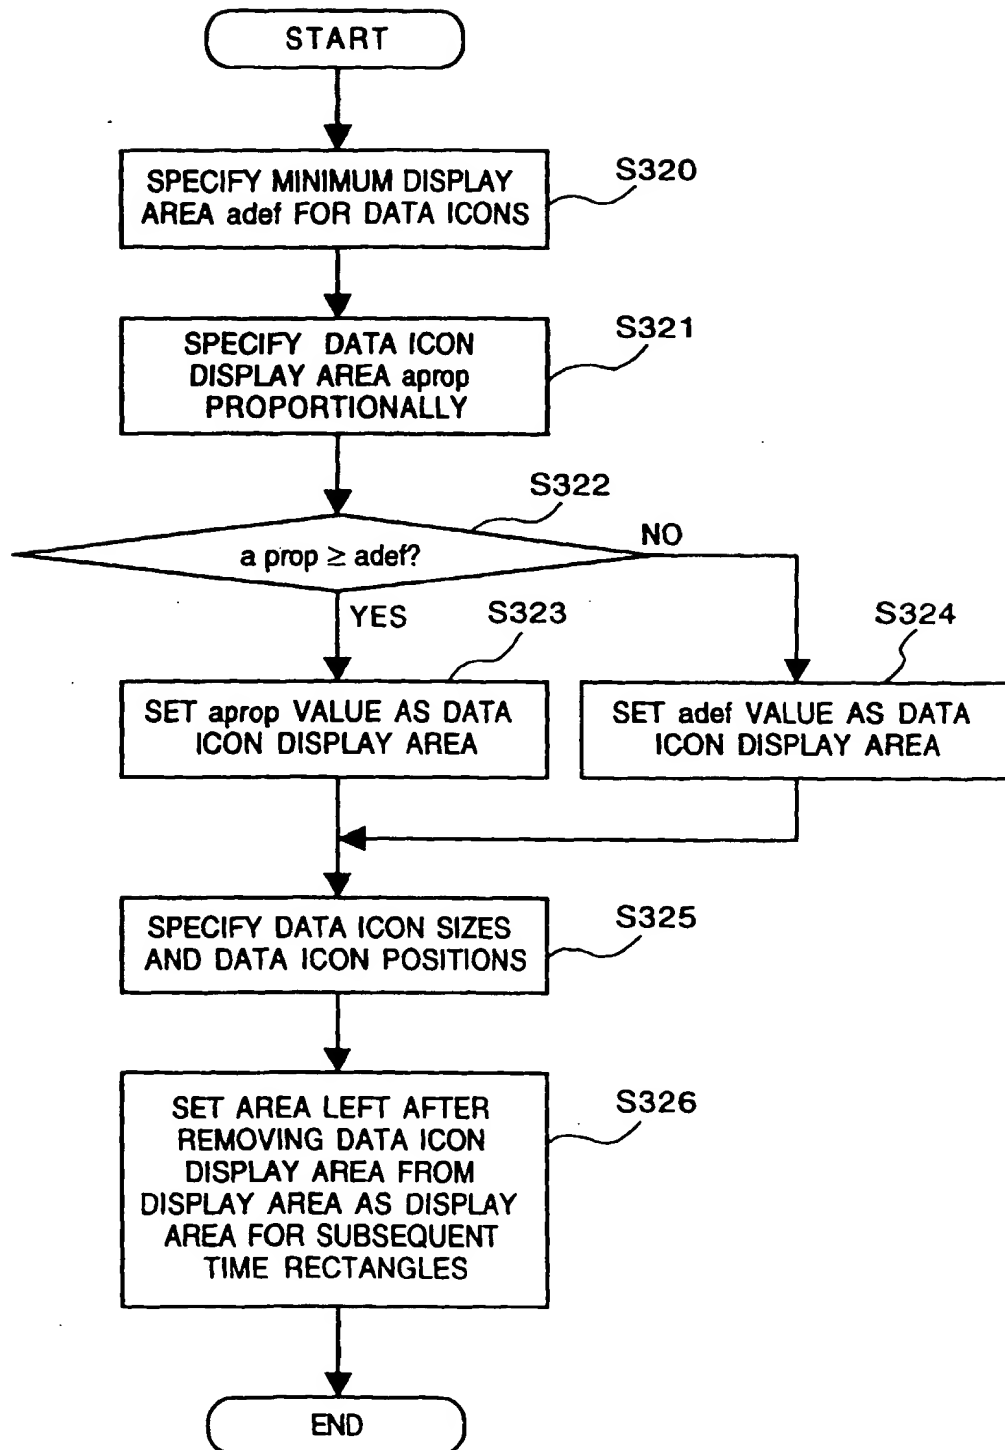 START
SPECIFY MINIMUM DISPLAY
AREA adef FOR DATA ICONS
S320
SPECIFY DATA ICON
DISPLAY AREA aprop
PROPORTIONALLY
S321
S322
a prop ≥ adef?
NO
YES
S323
S324
SET aprop VALUE AS DATA
ICON DISPLAY AREA
SET adef VALUE AS DATA
ICON DISPLAY AREA
SPECIFY DATA ICON SIZES
AND DATA ICON POSITIONS
S325
SET AREA LEFT AFTER
REMOVING DATA ICON
DISPLAY AREA FROM
DISPLAY AREA AS DISPLAY
AREA FOR SUBSEQUENT
TIME RECTANGLES
S326
END